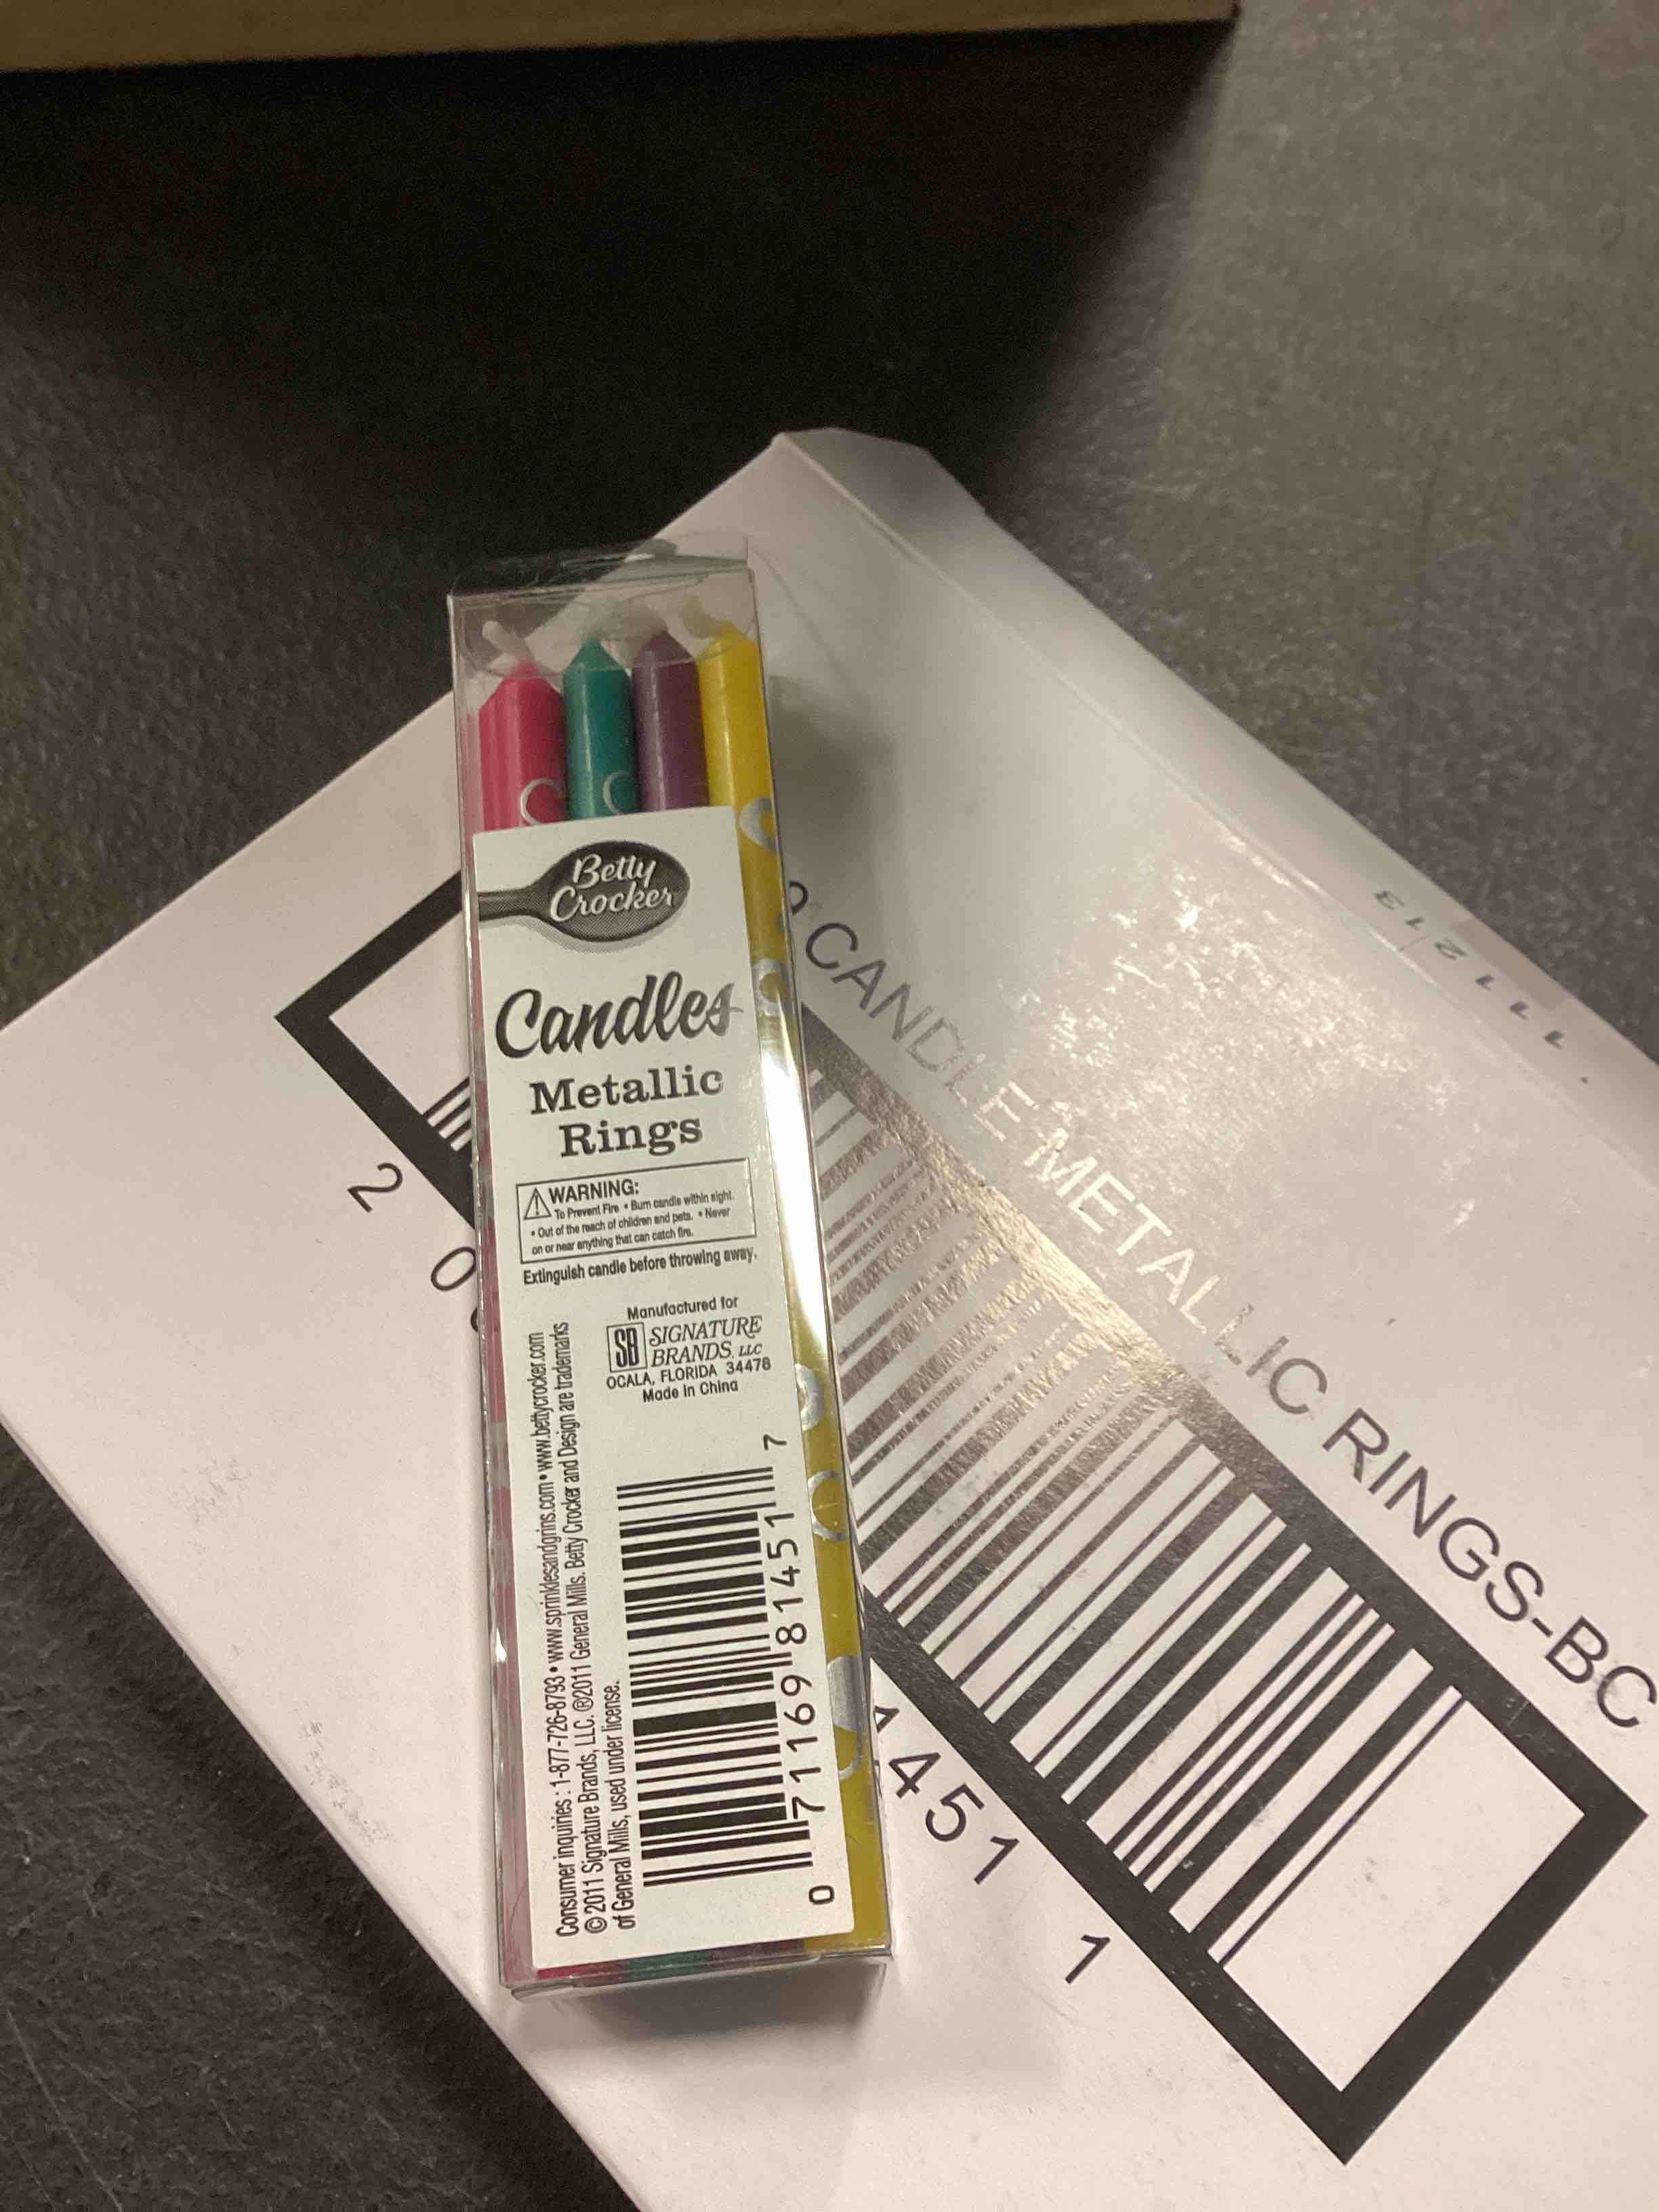 Betty
Crocker
Candles
Metallic
Rings
WARNING:
To Prevent Fire • Burn candle within sight.
• Out of the reach of children and pets. • Never
on or near anything that can catch fire.
Extinguish candle before throwing away.
Manufactured for
SB SIGNATURE
BRANDS, LLC
OCALA, FLORIDA 34478
Made in China
Consumer inquiries : 1-877-726-8793 • www.sprinklesandgrins.com • www.bettycrocker.com
© 2011 Signature Brands, LLC. ®2011 General Mills. Betty Crocker and Design are trademarks
of General Mills, used under license.
0 71169 81451 7
CANDLE METALLIC RINGS-BC
2 0
1451 1